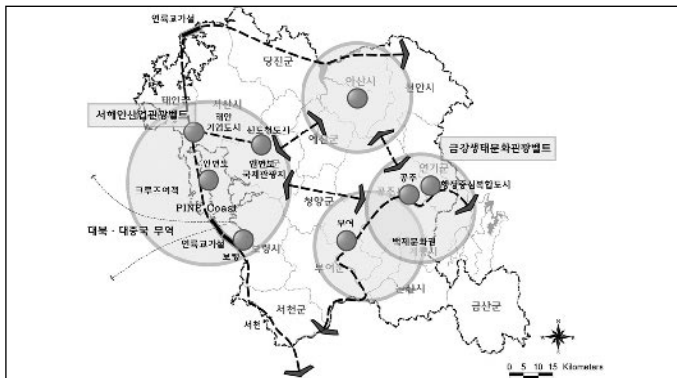 연륙교가설
당진군
아산시
천안시
태안군
서산시
서해안산업관광벨트
태안
기업도시
신도청도시
예산군
금강생태문화관광벨트
안면도
안면도
국제관광지
연기군
공주
행정중심복합도시
크루즈여객
PINE Coast
청양군
대북·대중국 무역
연륙교가설
보령
보령시
부여
부여군
백제문화권
논산시
금산군
서천
서천군
0 5 10 15 Kilometers